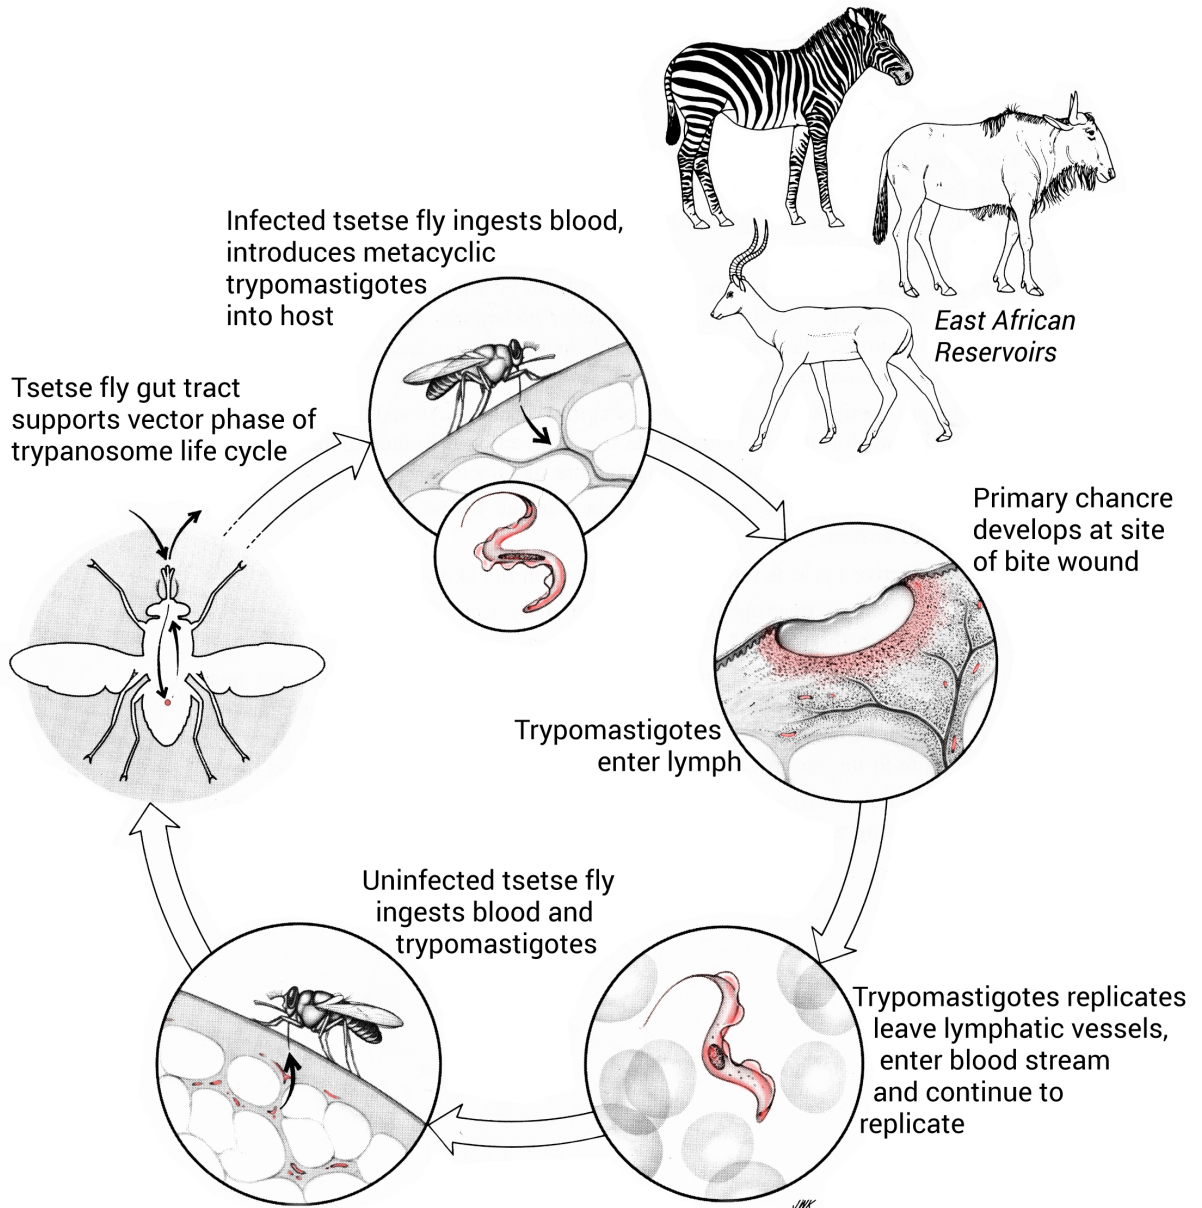 Infected tsetse fly ingests blood,
introduces metacyclic
trypomastigotes
into host
East African
Reservoirs
Tsetse fly gut tract
supports vector phase of
trypanosome life cycle
Primary chancre
develops at site
of bite wound
Trypomastigotes
enter lymph
Uninfected tsetse fly
ingests blood and
trypomastigotes
Trypomastigotes replicates
leave lymphatic vessels,
enter blood stream
and continue to
replicate
JWK